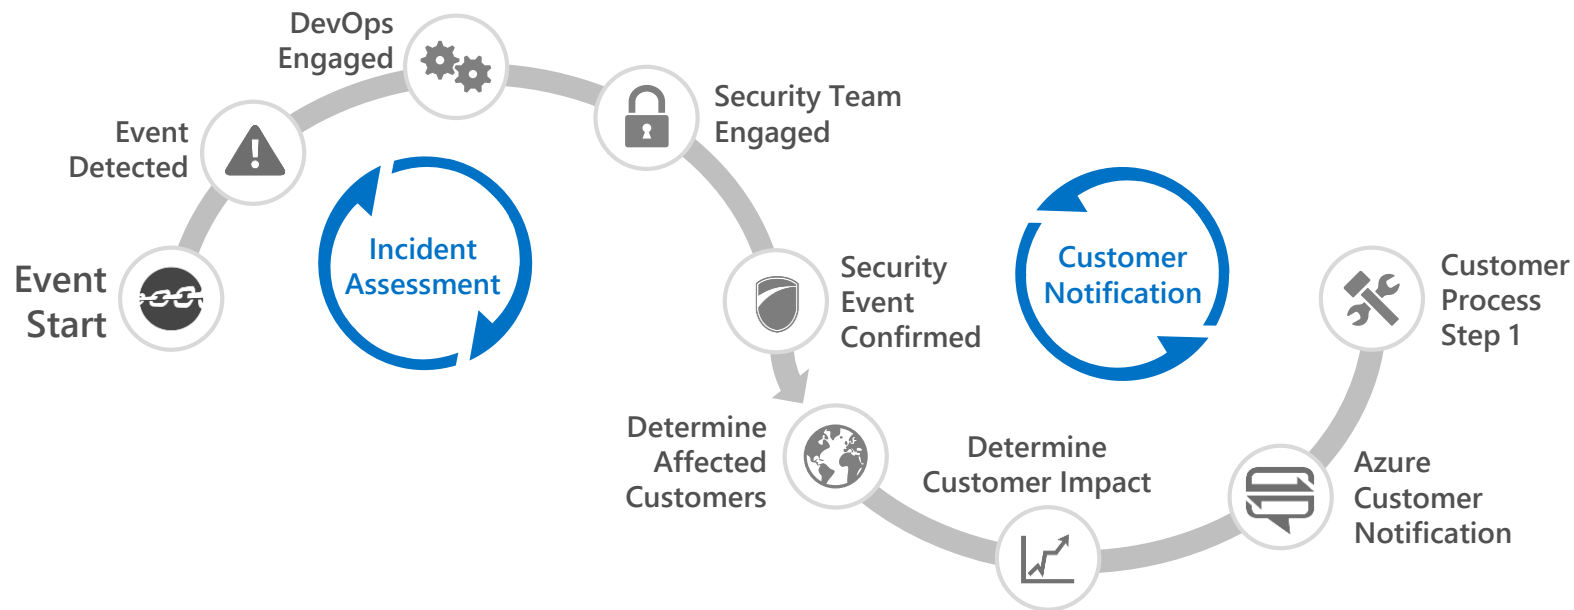 Event
Start
Event
Detected
DevOps
Engaged
Security Team
Engaged
Incident
Assessment
Security
Event
Confirmed
Customer
Notification
Determine
Affected
Customers
Determine
Customer Impact
Azure
Customer
Notification
Customer
Process
Step 1